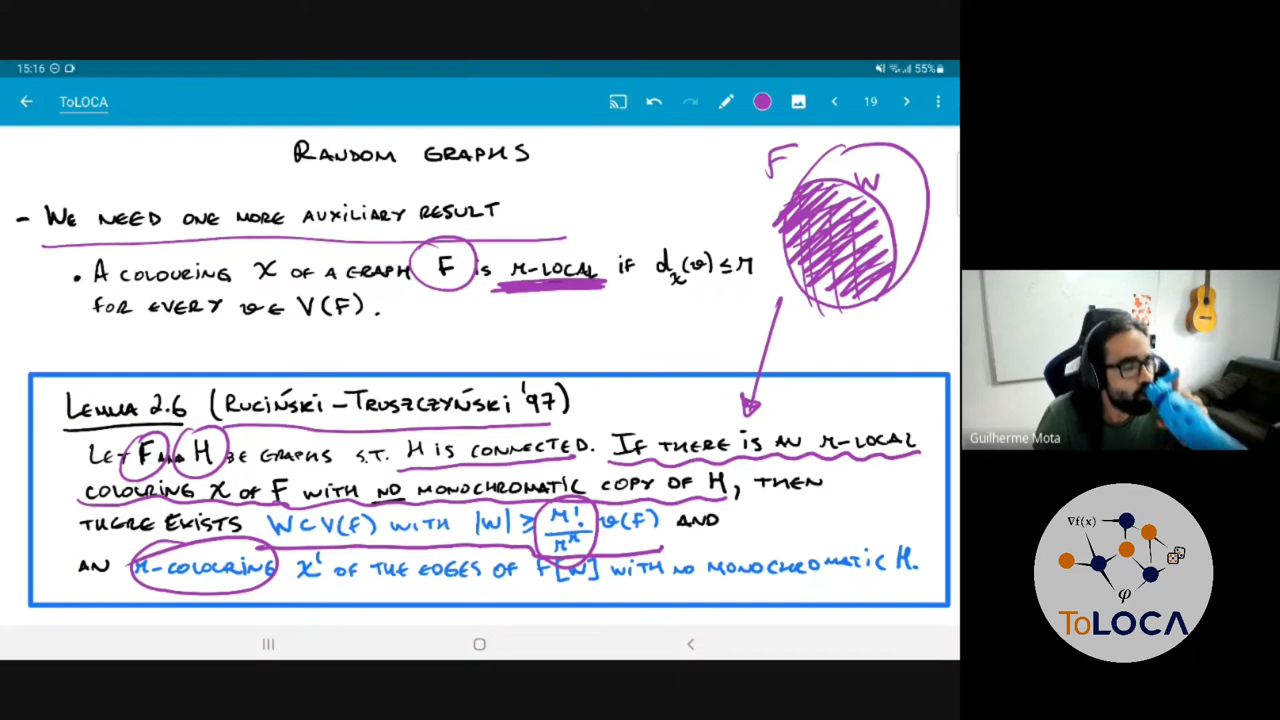 15:16
55%
ToLOCA
19
RANDOM GRAPHS
F
W
- WE NEED ONE MORE AUXILIARY RESULT
• A COLOURING χ OF A GRAPH F IS r-LOCAL IF d_χ(v) ≤ r
FOR EVERY v ∈ V(F).
LEMMA 2.6 (RUCIŃSKI-TRUSZCZYŃSKI '97)
LET F AND H BE GRAPHS S.T. H IS CONNECTED. IF THERE IS AN r-LOCAL
COLOURING χ OF F WITH NO MONOCHROMATIC COPY OF H, THEN
THERE EXISTS W ⊂ V(F) WITH |W| ≥ r!/r^r v(F) AND
AN r-COLOURING χ' OF THE EDGES OF F[W] WITH NO MONOCHROMATIC H.
Guilherme Mota
∇f(x)
φ
ToLOCA